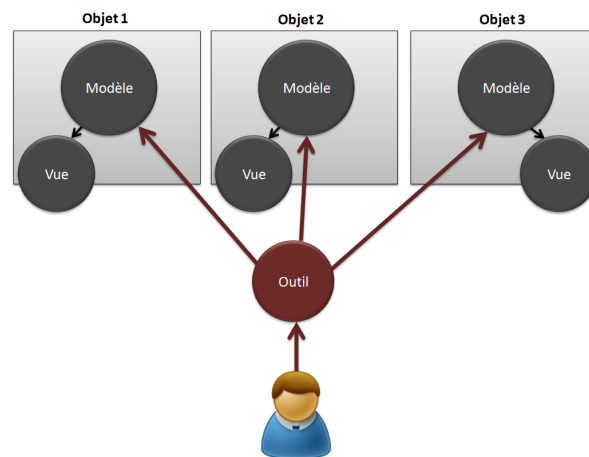 Objet 1
Objet 2
Objet 3
Modèle
Modèle
Modèle
Vue
Vue
Vue
Outil